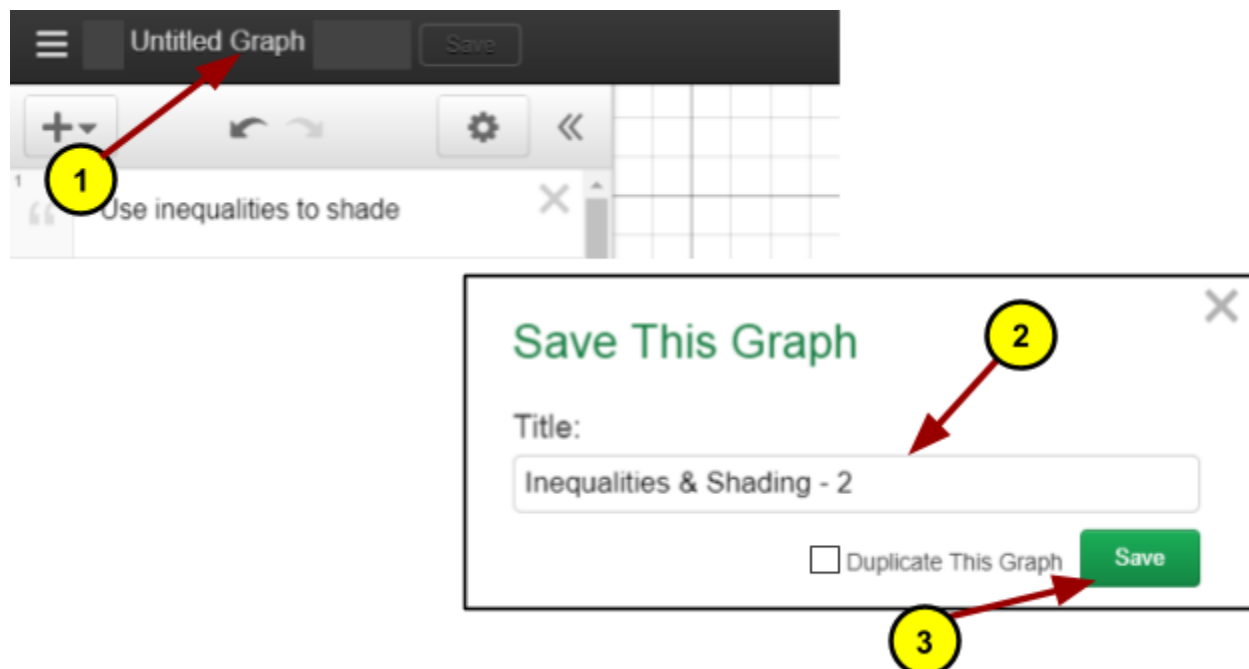 Untitled Graph Save
1
1
Use inequalities to shade
Save This Graph
2
Title:
Inequalities & Shading - 2
Duplicate This Graph Save
3